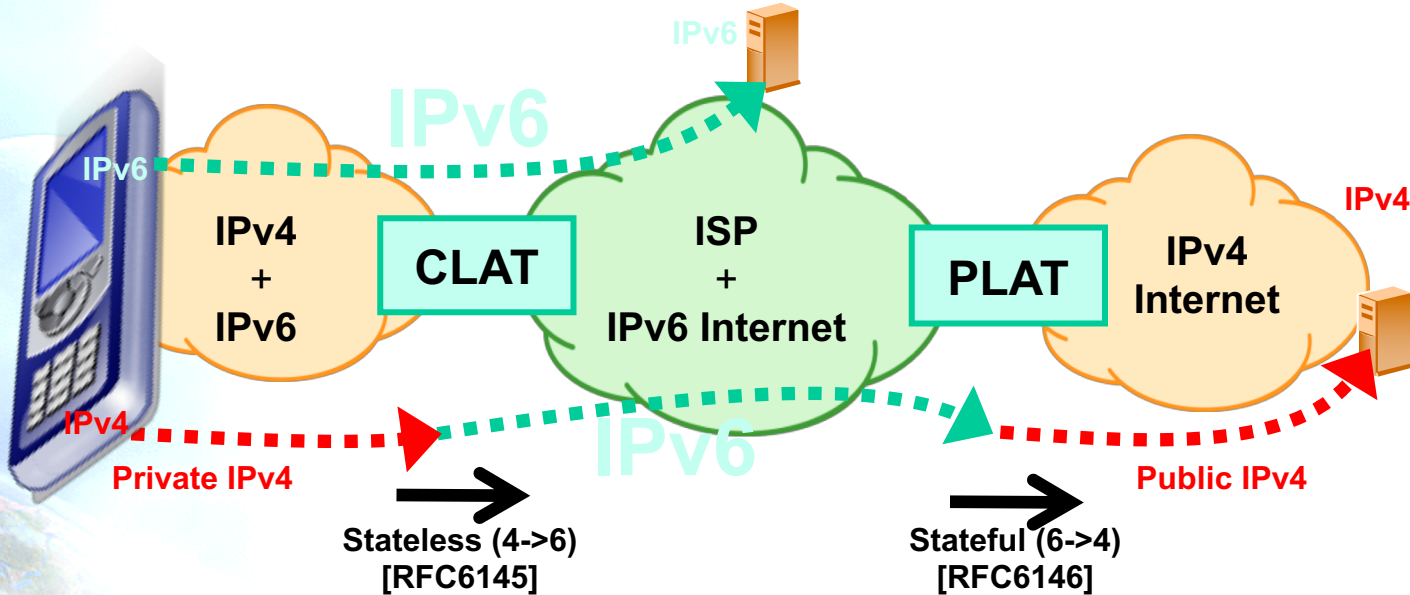 IPv6
IPv6
IPv6
IPv4
IPv4
+
IPv6
CLAT
ISP
+
IPv6 Internet
PLAT
IPv4
Internet
IPv4
Private IPv4
IPv6
Public IPv4
Stateless (4->6)
[RFC6145]
Stateful (6->4)
[RFC6146]